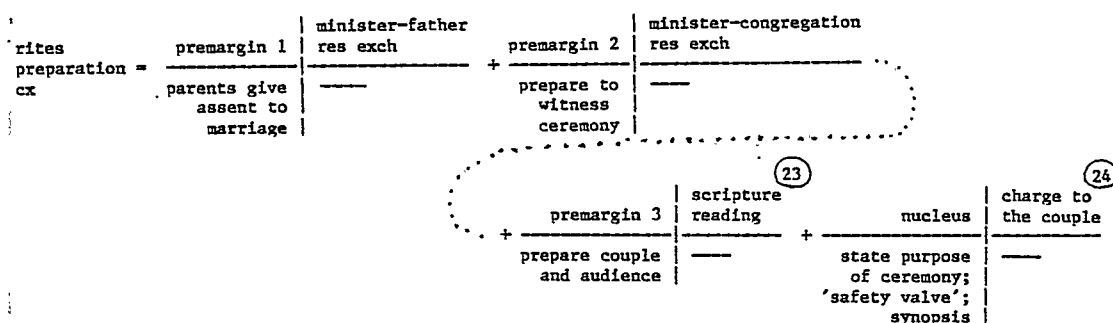 minister-father minister-congregation
rites premargin 1 res exch premargin 2 res exch
preparation = +
cx parents give —— prepare to ——
assent to witness
marriage ceremony
23 24
scripture charge to
premargin 3 reading nucleus the couple
+ +
prepare couple —— state purpose ——
and audience of ceremony;
'safety valve';
synopsis